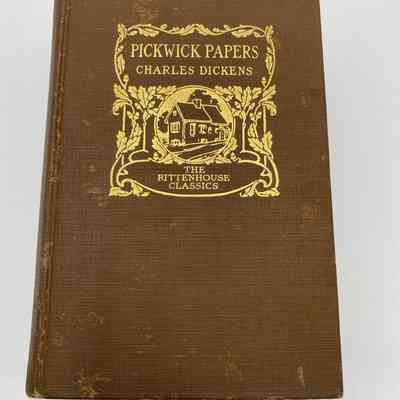 PICKWICK PAPERS
CHARLES DICKENS
THE
RITTENHOUSE
CLASSICS